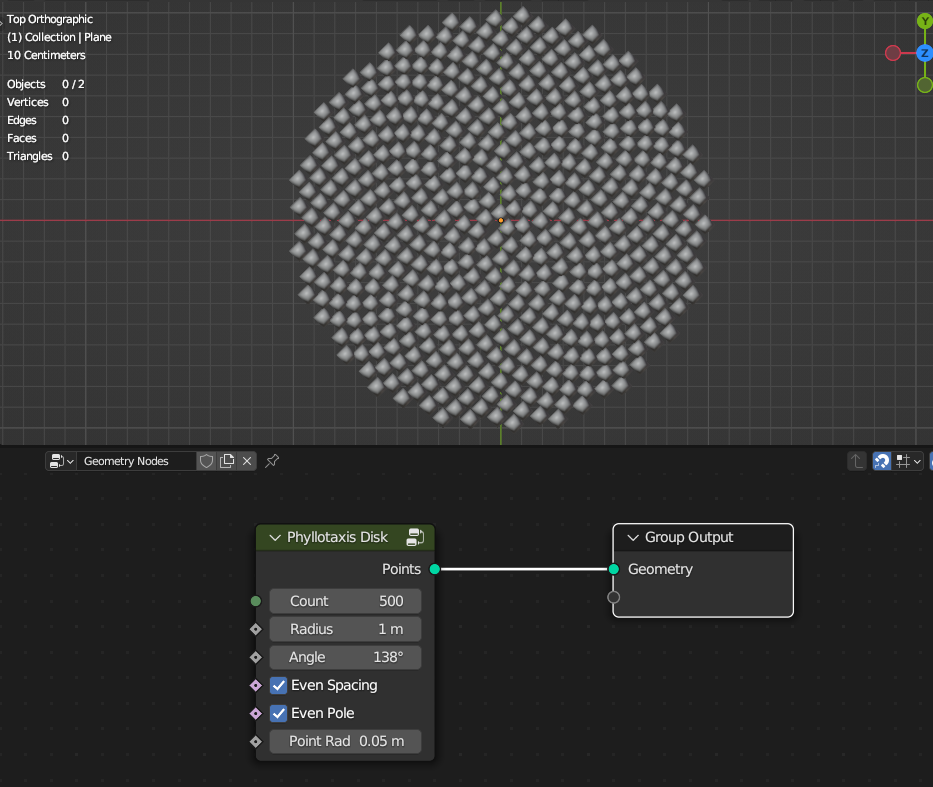 Top Orthographic
(1) Collection | Plane
10 Centimeters
Objects 0 / 2
Vertices 0
Edges 0
Faces 0
Triangles 0
Y
Z
Geometry Nodes
Phyllotaxis Disk
Points
Count 500
Radius 1 m
Angle 138°
Even Spacing
Even Pole
Point Rad 0.05 m
Group Output
Geometry